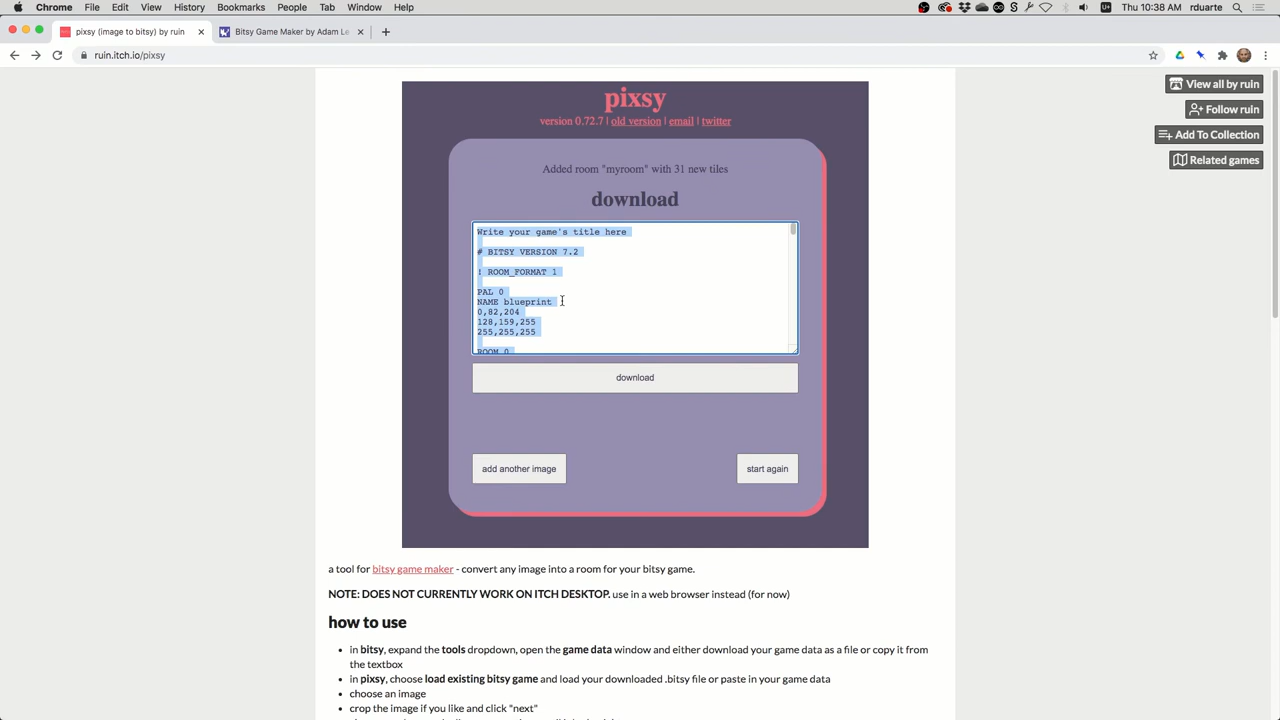 Chrome File Edit View History Bookmarks People Tab Window Help Thu 10:38 AM rduarte
pixsy (image to bitsy) by ruin
Bitsy Game Maker by Adam Le
ruin.itch.io/pixsy
View all by ruin
Follow ruin
Add To Collection
Related games
pixsy
version 0.72.7 | old version | email | twitter
Added room "myroom" with 31 new tiles
download
Write your game's title here
# BITSY VERSION 7.2
! ROOM_FORMAT 1
PAL 0
NAME blueprint
0,82,204
128,159,255
255,255,255
ROOM 0
download
add another image
start again
a tool for bitsy game maker - convert any image into a room for your bitsy game.
NOTE: DOES NOT CURRENTLY WORK ON ITCH DESKTOP. use in a web browser instead (for now)
how to use
in bitsy, expand the tools dropdown, open the game data window and either download your game data as a file or copy it from
the textbox
in pixsy, choose load existing bitsy game and load your downloaded .bitsy file or paste in your game data
choose an image
crop the image if you like and click "next"